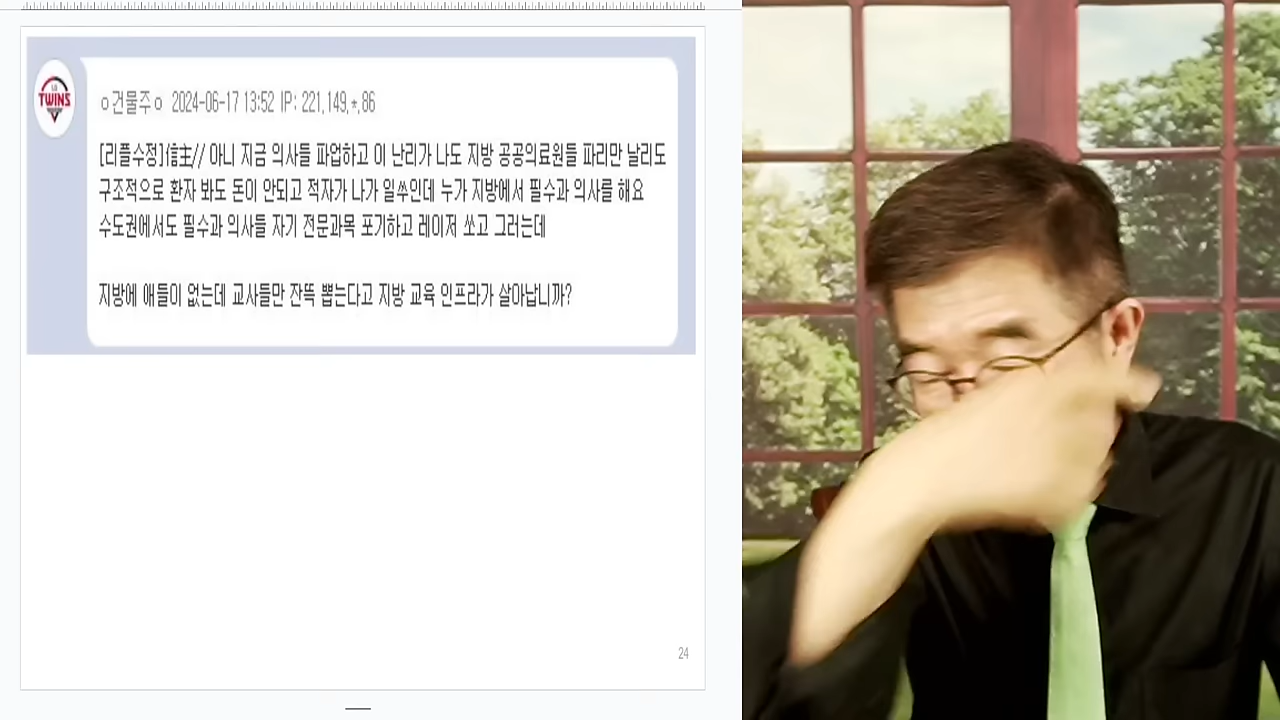 TWINS
ㅇ건물주ㅇ 2024-06-17 13:52 IP: 221,149,*,86
[리플수정]信主// 아니 지금 의사들 파업하고 이 난리가 나도 지방 공공의료원들 파리만 날리도
구조적으로 환자 봐도 돈이 안되고 적자가 나가 일쑤인데 누가 지방에서 필수과 의사를 해요
수도권에서도 필수과 의사들 자기 전문과목 포기하고 레이저 쏘고 그러는데
지방에 애들이 없는데 교사들만 잔뜩 뽑는다고 지방 교육 인프라가 살아납니까?
24